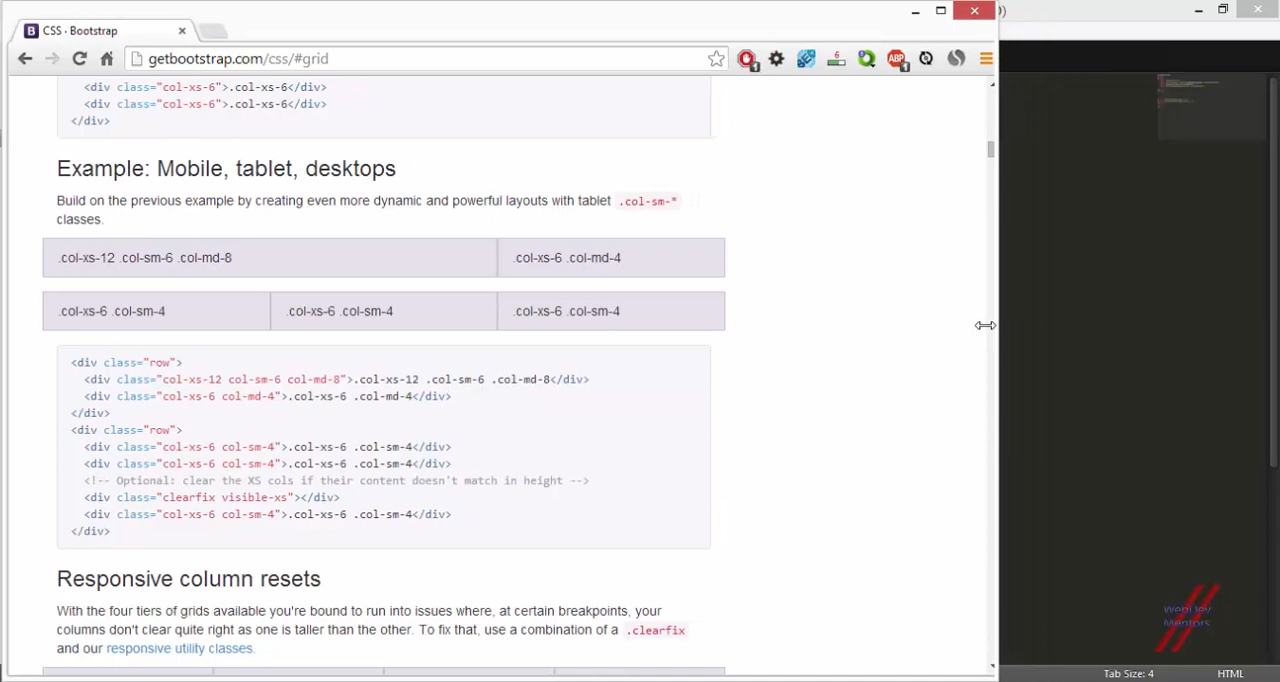 CSS · Bootstrap
getbootstrap.com/css/#grid
<div class="col-xs-6">.col-xs-6</div>
<div class="col-xs-6">.col-xs-6</div>
</div>
Example: Mobile, tablet, desktops
Build on the previous example by creating even more dynamic and powerful layouts with tablet .col-sm-*
classes.
.col-xs-12 .col-sm-6 .col-md-8
.col-xs-6 .col-md-4
.col-xs-6 .col-sm-4
.col-xs-6 .col-sm-4
.col-xs-6 .col-sm-4
<div class="row">
<div class="col-xs-12 col-sm-6 col-md-8">.col-xs-12 .col-sm-6 .col-md-8</div>
<div class="col-xs-6 col-md-4">.col-xs-6 .col-md-4</div>
</div>
<div class="row">
<div class="col-xs-6 col-sm-4">.col-xs-6 .col-sm-4</div>
<div class="col-xs-6 col-sm-4">.col-xs-6 .col-sm-4</div>
<!-- Optional: clear the XS cols if their content doesn't match in height -->
<div class="clearfix visible-xs"></div>
<div class="col-xs-6 col-sm-4">.col-xs-6 .col-sm-4</div>
</div>
Responsive column resets
With the four tiers of grids available you're bound to run into issues where, at certain breakpoints, your
columns don't clear quite right as one is taller than the other. To fix that, use a combination of a .clearfix
and our responsive utility classes.
WebDev
Mentors
Tab Size: 4 HTML